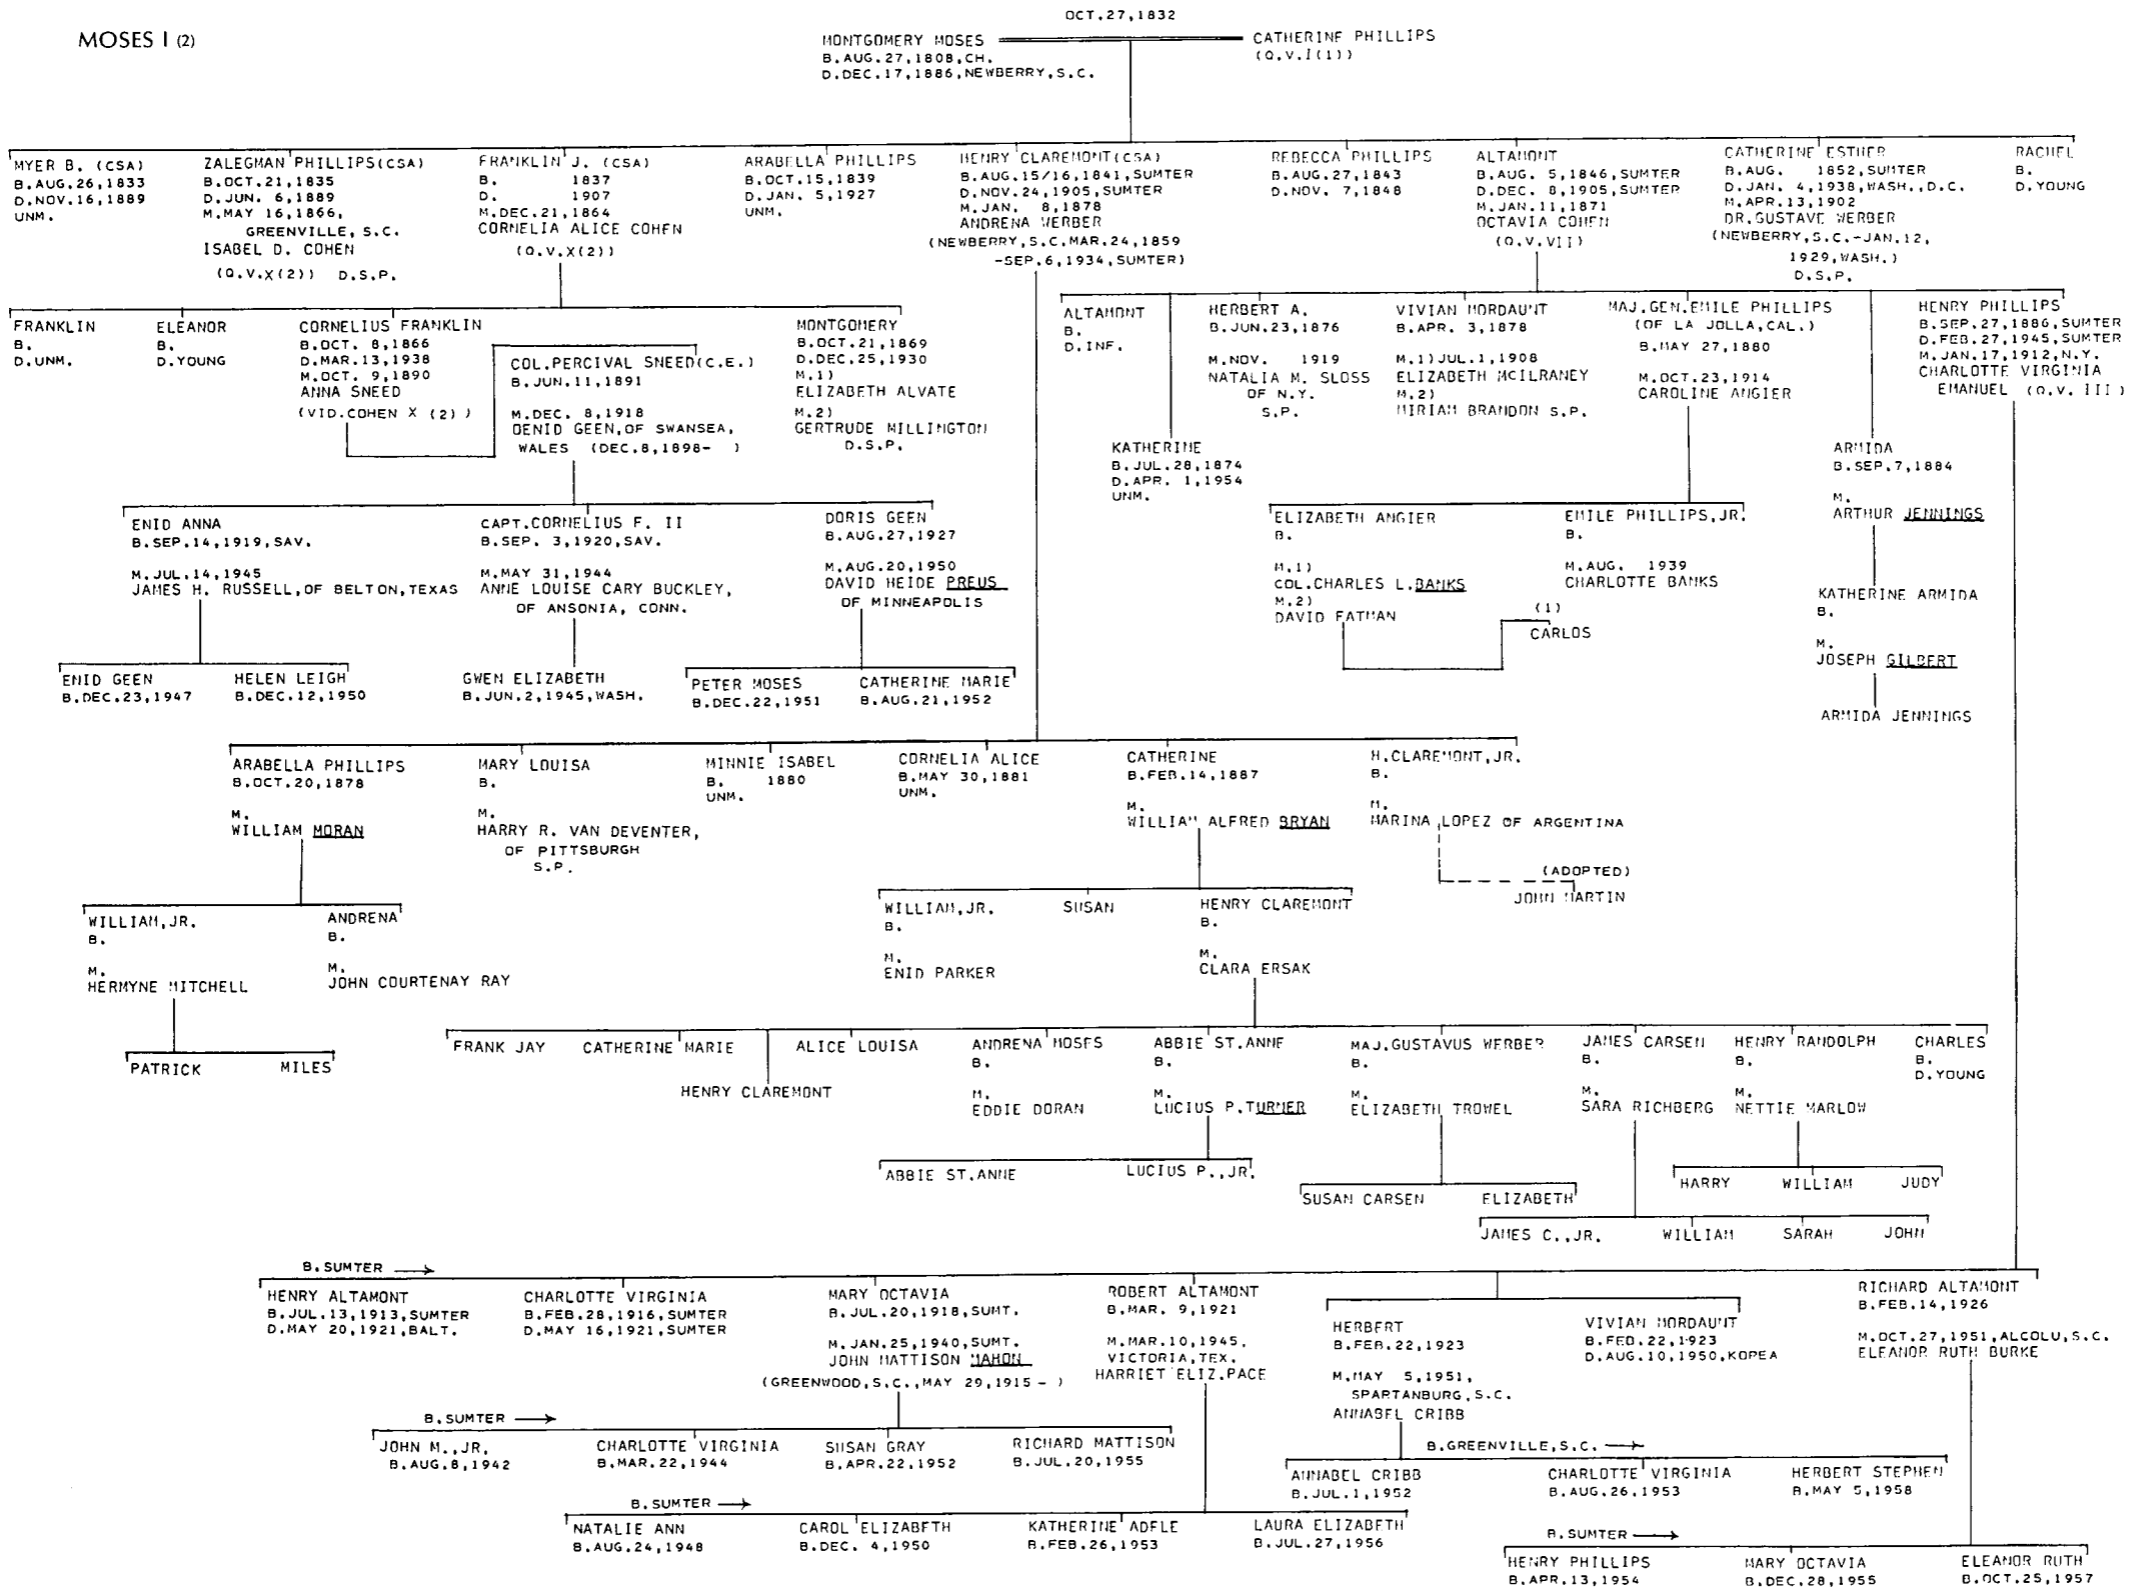 MOSES I (2)
OCT.27,1832
MONTGOMERY MOSES
B.AUG.27,1808,CH.
D.DEC.17,1886,NEWBERRY,S.C.
CATHERINE PHILLIPS
(Q.V.I(1))
MYER B. (CSA)
B.AUG.26,1833
D.NOV.16,1889
UNM.
ZALEGMAN PHILLIPS(CSA)
B.OCT.21,1835
D.JUN. 6,1889
M.MAY 16,1866,
GREENVILLE, S.C.
ISABEL D. COHEN
(Q.V.X(2)) D.S.P.
FRANKLIN J. (CSA)
B. 1837
D. 1907
M.DEC.21,1864
CORNELIA ALICE COHEN
(Q.V.X(2))
ARABELLA PHILLIPS
B.OCT.15,1839
D.JAN. 5,1927
UNM.
HENRY CLAREMONT(CSA)
B.AUG.15/16,1841,SUMTER
D.NOV.24,1905,SUMTER
M.JAN. 8,1878
ANDRENA WERBER
(NEWBERRY,S.C.MAR.24,1859
-SEP.6,1934,SUMTER)
REBECCA PHILLIPS
B.AUG.27,1843
D.NOV. 7,1848
ALTAMONT
B.AUG. 5,1846,SUMTER
D.DEC. 8,1905,SUMTER
M.JAN.11,1871
OCTAVIA COHEN
(Q.V.VII)
CATHERINE ESTHER
B.AUG. 1852,SUMTER
D.JAN. 4,1938,WASH.,D.C.
M.APR.13,1902
DR.GUSTAVE WERBER
(NEWBERRY,S.C.-JAN.12,
1929,WASH.)
D.S.P.
RACHEL
B.
D.YOUNG
FRANKLIN
B.
D.UNM.
ELEANOR
B.
D.YOUNG
CORNELIUS FRANKLIN
B.OCT. 8,1866
D.MAR.13,1938
M.OCT. 9,1890
ANNA SNEED
(VID.COHEN X (2) )
COL.PERCIVAL SNEED(C.E.)
B.JUN.11,1891
M.DEC. 8,1918
OENID GEEN,OF SWANSEA,
WALES (DEC.8,1898- )
MONTGOMERY
B.OCT.21,1869
D.DEC.25,1930
M.1)
ELIZABETH ALVATE
M.2)
GERTRUDE MILLINGTON
D.S.P.
ALTAMONT
B.
D.INF.
KATHERINE
B.JUL.28,1874
D.APR. 1,1954
UNM.
HERBERT A.
B.JUN.23,1876
M.NOV. 1919
NATALIA M. SLOSS
OF N.Y.
S.P.
VIVIAN MORDAUNT
B.APR. 3,1878
M.1)JUL.1,1908
ELIZABETH MCILRANEY
M.2)
MIRIAM BRANDON S.P.
MAJ.GEN.EMILE PHILLIPS
(OF LA JOLLA,CAL.)
B.MAY 27,1880
M.OCT.23,1914
CAROLINE ANGIER
ARMIDA
B.SEP.7,1884
M.
ARTHUR JENNINGS
HENRY PHILLIPS
B.SEP.27,1886,SUMTER
D.FEB.27,1945,SUMTER
M.JAN.17,1912,N.Y.
CHARLOTTE VIRGINIA
EMANUEL (Q.V. III)
ENID ANNA
B.SEP.14,1919,SAV.
M.JUL.14,1945
JAMES H. RUSSELL,OF BELTON,TEXAS
CAPT.CORNELIUS F. II
B.SEP. 3,1920,SAV.
M.MAY 31,1944
ANNE LOUISE CARY BUCKLEY,
OF ANSONIA, CONN.
DORIS GEEN
B.AUG.27,1927
M.AUG.20,1950
DAVID HEIDE PREUS
OF MINNEAPOLIS
ELIZABETH ANGIER
B.
M.1)
COL.CHARLES L.BANKS
M.2)
DAVID FATMAN
EMILE PHILLIPS,JR.
B.
M.AUG. 1939
CHARLOTTE BANKS
(1)
CARLOS
KATHERINE ARMIDA
B.
M.
JOSEPH GILBERT
ARMIDA JENNINGS
ENID GEEN
B.DEC.23,1947
HELEN LEIGH
B.DEC.12,1950
GWEN ELIZABETH
B.JUN.2,1945,WASH.
PETER MOSES
B.DEC.22,1951
CATHERINE MARIE
B.AUG.21,1952
ARABELLA PHILLIPS
B.OCT.20,1878
M.
WILLIAM MORAN
MARY LOUISA
B.
M.
HARRY R. VAN DEVENTER,
OF PITTSBURGH
S.P.
MINNIE ISABEL
B. 1880
UNM.
CORNELIA ALICE
B.MAY 30,1881
UNM.
CATHERINE
B.FEB.14,1887
M.
WILLIAM ALFRED BRYAN
H.CLAREMONT,JR.
B.
M.
MARINA LOPEZ OF ARGENTINA
(ADOPTED)
JOHN MARTIN
WILLIAM,JR.
B.
M.
HERMYNE MITCHELL
ANDRENA
B.
M.
JOHN COURTENAY RAY
WILLIAM,JR.
B.
M.
ENID PARKER
SUSAN
HENRY CLAREMONT
B.
M.
CLARA ERSAK
PATRICK
MILES
FRANK JAY
CATHERINE MARIE
HENRY CLAREMONT
ALICE LOUISA
ANDRENA MOSES
B.
M.
EDDIE DORAN
ABBIE ST.ANNE
B.
M.
LUCIUS P.TURNER
MAJ.GUSTAVUS WERBER
B.
M.
ELIZABETH TROWEL
JAMES CARSEN
B.
M.
SARA RICHBERG
HENRY RANDOLPH
B.
M.
NETTIE MARLOW
CHARLES
B.
D.YOUNG
ABBIE ST.ANNE
LUCIUS P.,JR.
SUSAN CARSEN
ELIZABETH
HARRY
WILLIAM
JUDY
JAMES C.,JR.
WILLIAM
SARAH
JOHN
B.SUMTER
HENRY ALTAMONT
B.JUL.13,1913,SUMTER
D.MAY 20,1921,BALT.
CHARLOTTE VIRGINIA
B.FEB.28,1916,SUMTER
D.MAY 16,1921,SUMTER
MARY OCTAVIA
B.JUL.20,1918,SUMT.
M.JAN.25,1940,SUMT.
JOHN MATTISON MAHON
(GREENWOOD,S.C.,MAY 29,1915- )
ROBERT ALTAMONT
B.MAR. 9,1921
M.MAR.10,1945,
VICTORIA,TEX.
HARRIET ELIZ.PACE
HERBERT
B.FEB.22,1923
M.MAY 5,1951,
SPARTANBURG,S.C.
ANNABEL CRIBB
VIVIAN MORDAUNT
B.FEB.22,1923
D.AUG.10,1950,KOREA
RICHARD ALTAMONT
B.FEB.14,1926
M.OCT.27,1951,ALCOLU,S.C.
ELEANOR RUTH BURKE
B.SUMTER
JOHN M.,JR.
B.AUG.8,1942
CHARLOTTE VIRGINIA
B.MAR.22,1944
SUSAN GRAY
B.APR.22,1952
RICHARD MATTISON
B.JUL.20,1955
B.GREENVILLE,S.C.
ANNABEL CRIBB
B.JUL.1,1952
CHARLOTTE VIRGINIA
B.AUG.26,1953
HERBERT STEPHEN
B.MAY 5,1958
B.SUMTER
NATALIE ANN
B.AUG.24,1948
CAROL ELIZABETH
B.DEC. 4,1950
KATHERINE ADELE
B.FEB.26,1953
LAURA ELIZABETH
B.JUL.27,1956
B.SUMTER
HENRY PHILLIPS
B.APR.13,1954
MARY OCTAVIA
B.DEC.28,1955
ELEANOR RUTH
B.OCT.25,1957